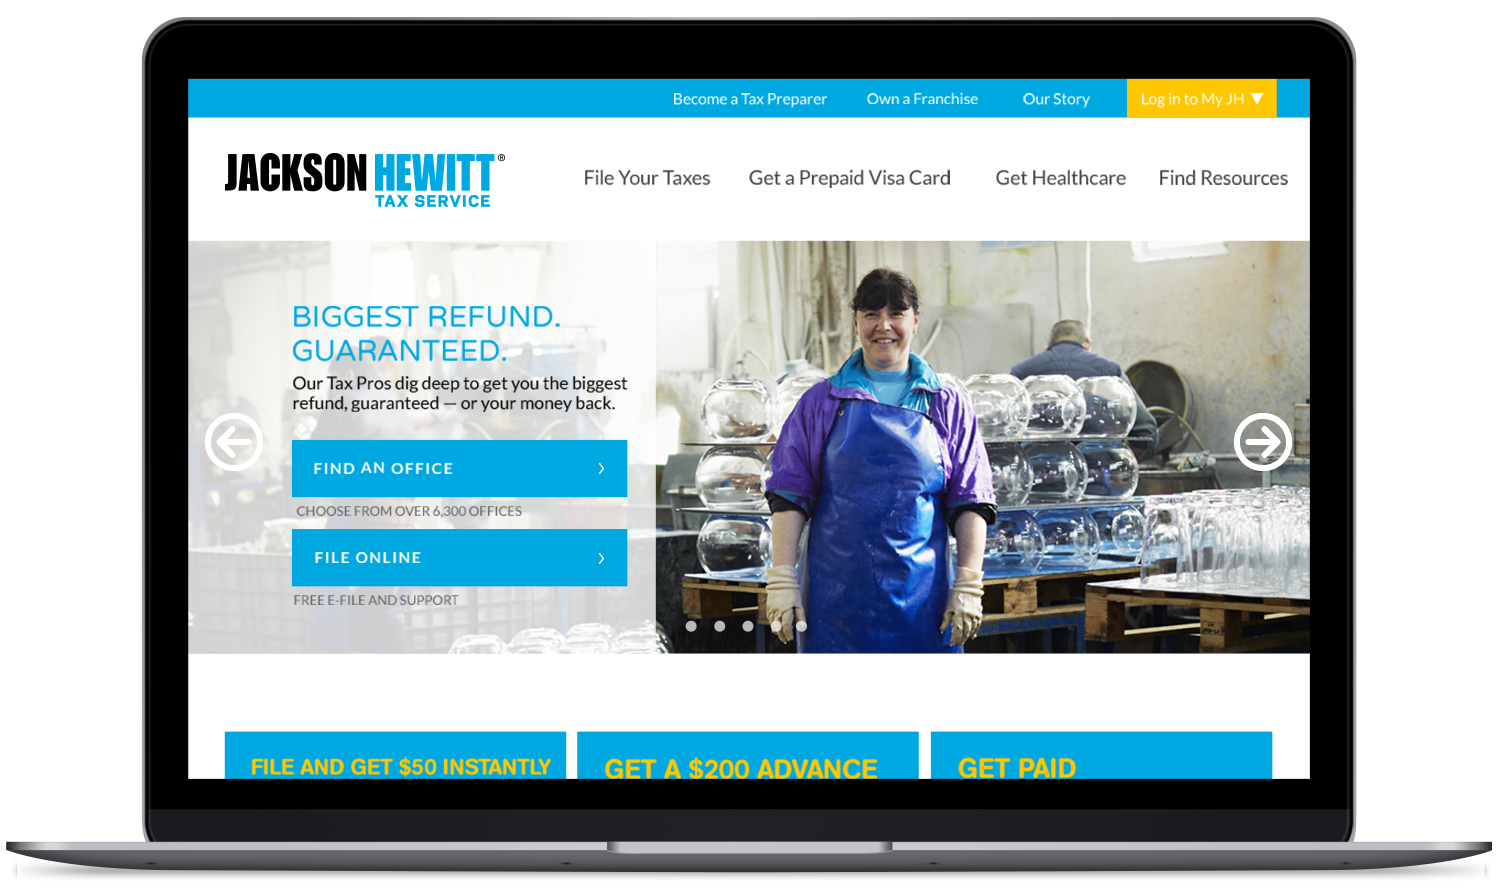 Become a Tax Preparer Own a Franchise Our Story Log in to My JH ▼
JACKSON HEWITT®
TAX SERVICE
File Your Taxes Get a Prepaid Visa Card Get Healthcare Find Resources
BIGGEST REFUND.
GUARANTEED.
Our Tax Pros dig deep to get you the biggest
refund, guaranteed — or your money back.
FIND AN OFFICE
CHOOSE FROM OVER 6,300 OFFICES
FILE ONLINE
FREE E-FILE AND SUPPORT
FILE AND GET $50 INSTANTLY GET A $200 ADVANCE GET PAID